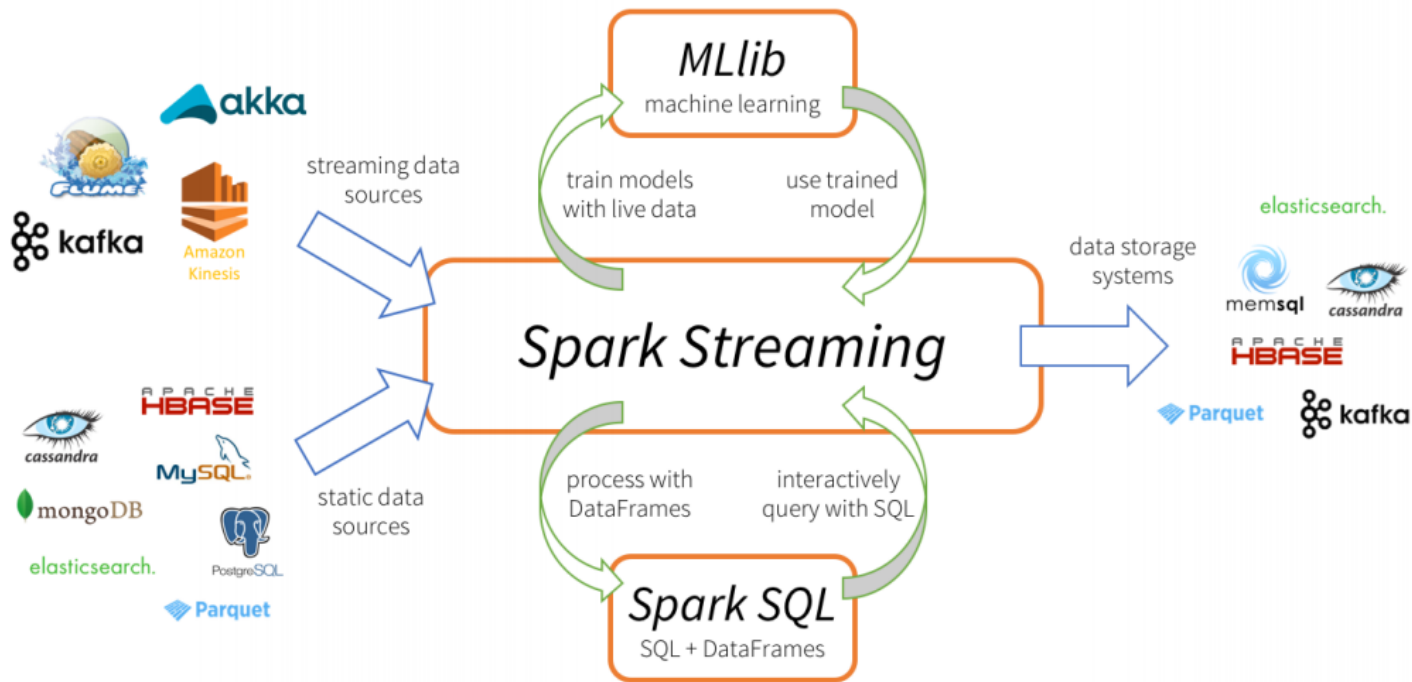 MLlib
machine learning
akka
FLUME
kafka
Amazon
Kinesis
streaming data
sources
train models
with live data
use trained
model
data storage
systems
elasticsearch.
memsql
cassandra
APACHE
HBASE
Parquet
kafka
Spark Streaming
APACHE
HBASE
cassandra
MySQL®
mongoDB
PostgreSQL
elasticsearch.
Parquet
static data
sources
process with
DataFrames
interactively
query with SQL
Spark SQL
SQL + DataFrames